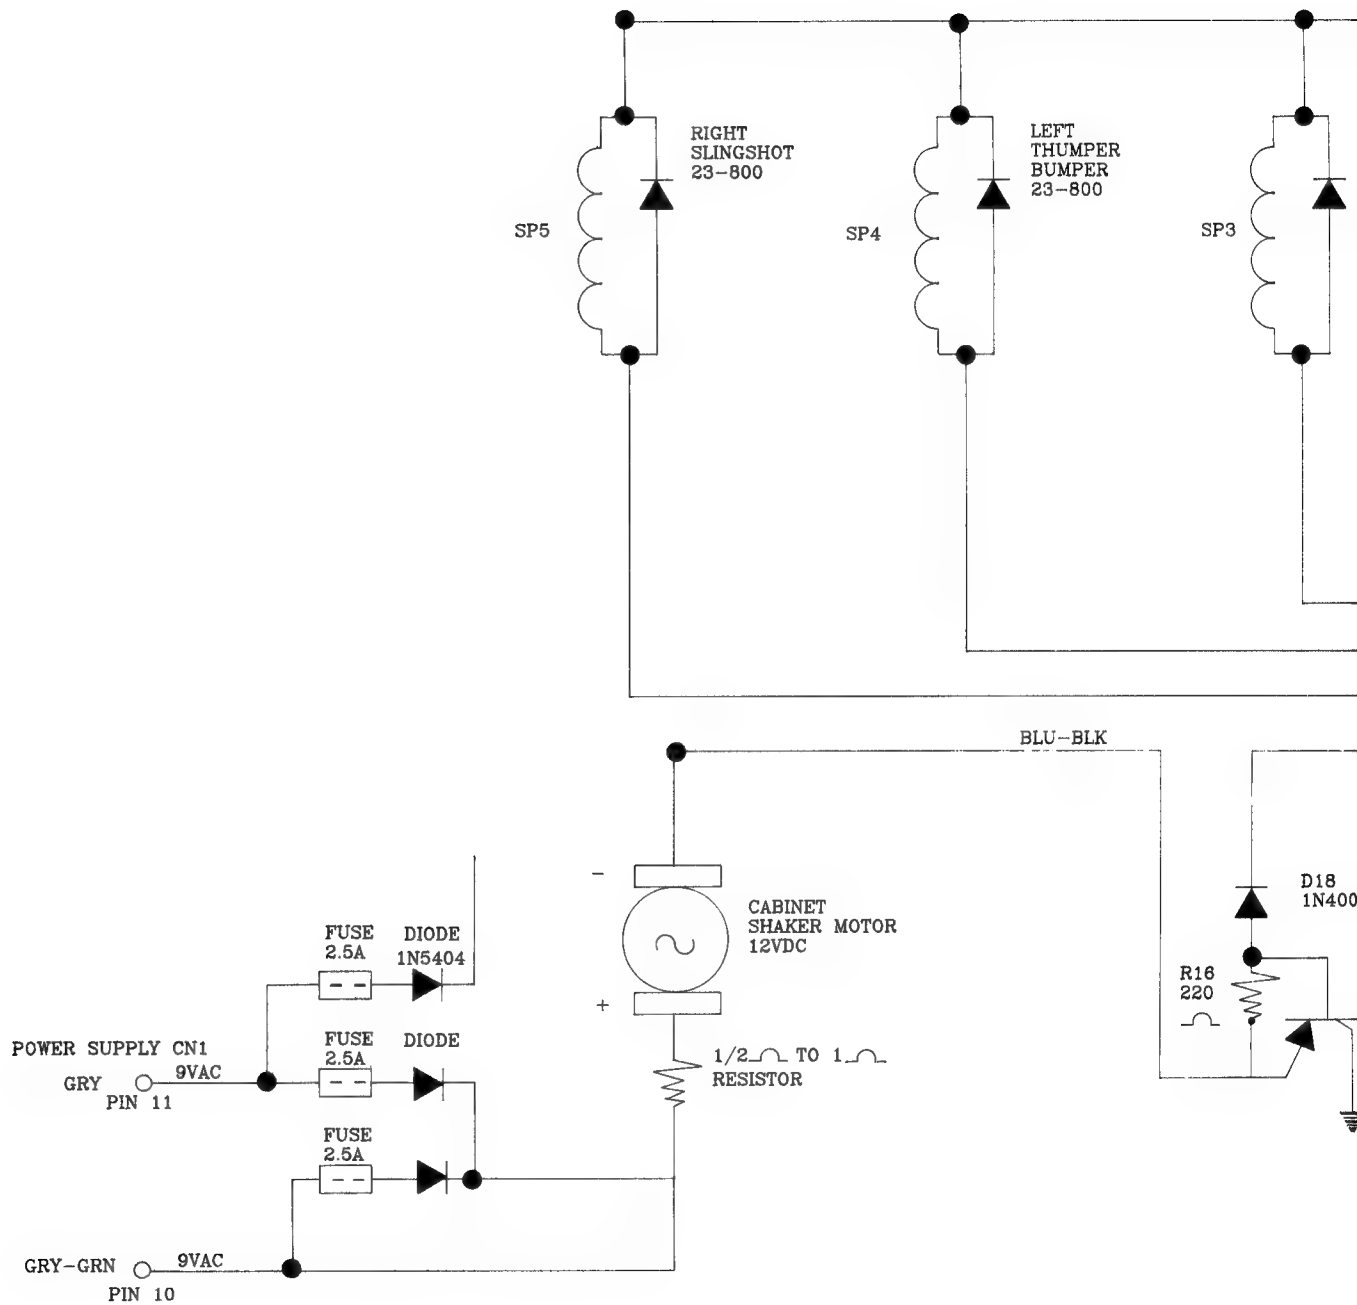 RIGHT
SLINGSHOT
23-800
LEFT
THUMPER
BUMPER
23-800
SP5
SP4
SP3
BLU-BLK
-
CABINET
SHAKER MOTOR
12VDC
+
D18
1N400
FUSE
2.5A
DIODE
1N5404
R16
220
POWER SUPPLY CN1
FUSE
2.5A
DIODE
1/2 TO 1
RESISTOR
GRY
9VAC
PIN 11
FUSE
2.5A
GRY-GRN
9VAC
PIN 10